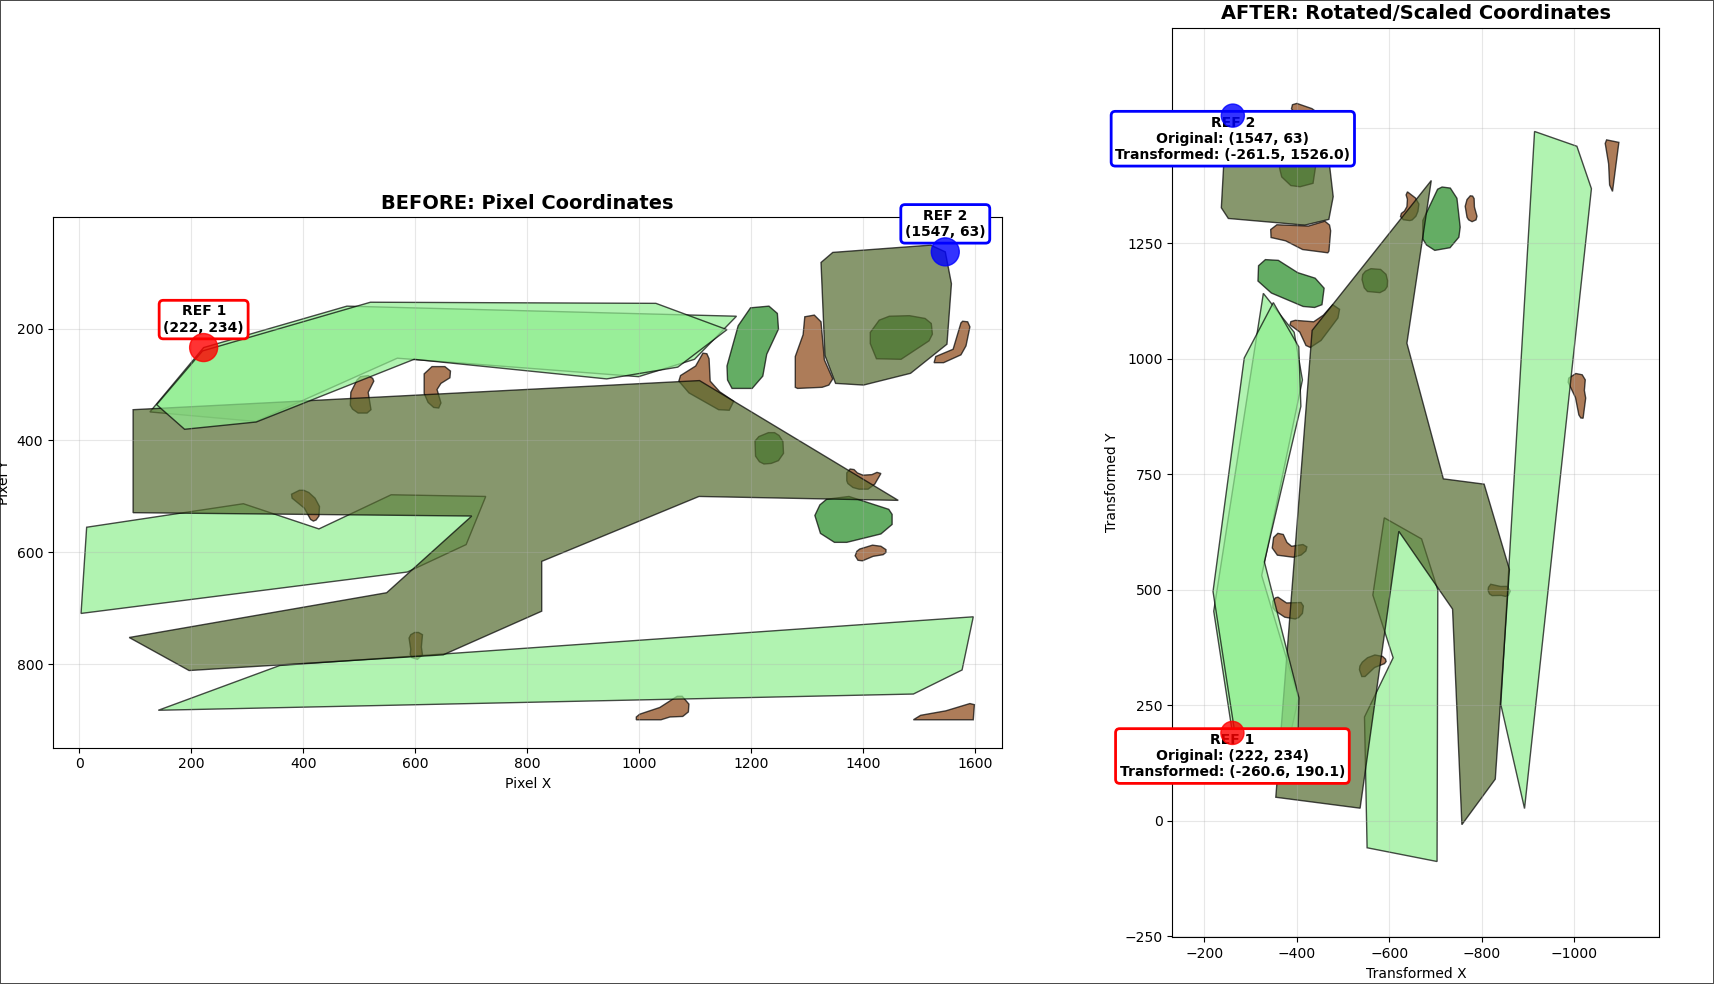 BEFORE: Pixel Coordinates
REF 1
(222, 234)
REF 2
(1547, 63)
200
400
600
800
0
200
400
600
800
1000
1200
1400
1600
Pixel X
AFTER: Rotated/Scaled Coordinates
REF 2
Original: (1547, 63)
Transformed: (-261.5, 1526.0)
REF 1
Original: (222, 234)
Transformed: (-260.6, 190.1)
1250
1000
750
500
250
0
−250
Transformed Y
−200
−400
−600
−800
−1000
Transformed X